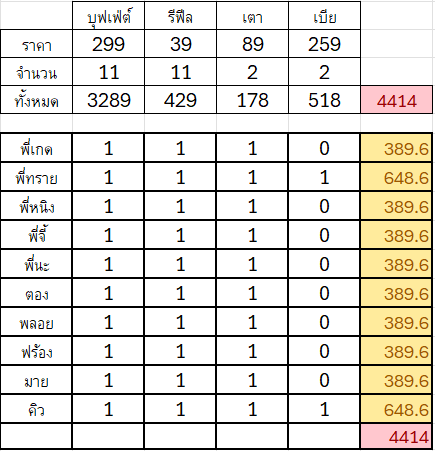 บุฟเฟ่ต์ รีฟีล เตา เบีย
ราคา 299 39 89 259
จำนวน 11 11 2 2
ทั้งหมด 3289 429 178 518 4414
พี่เกด 1 1 1 0 389.6
พี่ทราย 1 1 1 1 648.6
พี่หนิง 1 1 1 0 389.6
พี่จี้ 1 1 1 0 389.6
พี่นะ 1 1 1 0 389.6
ตอง 1 1 1 0 389.6
พลอย 1 1 1 0 389.6
ฟร้อง 1 1 1 0 389.6
มาย 1 1 1 0 389.6
คิว 1 1 1 1 648.6
4414